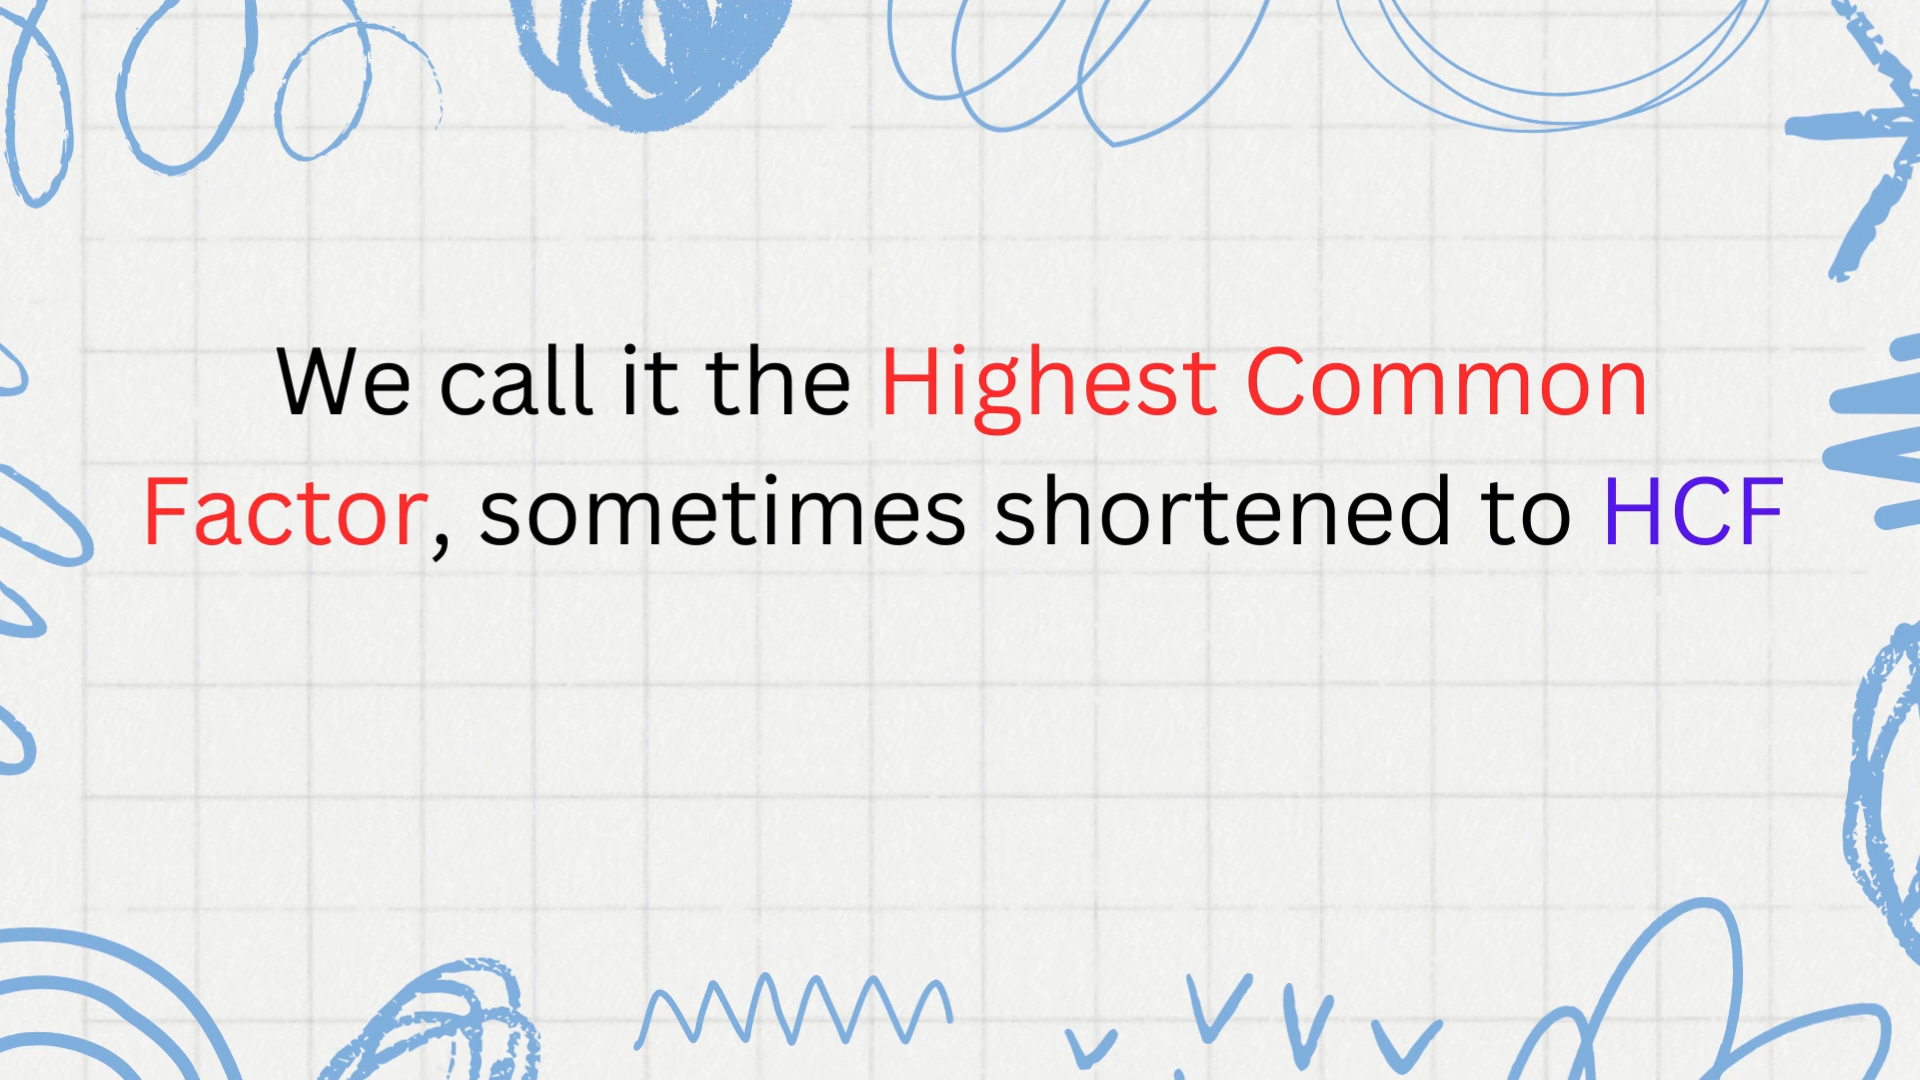 We call it the Highest Common
Factor, sometimes shortened to HCF